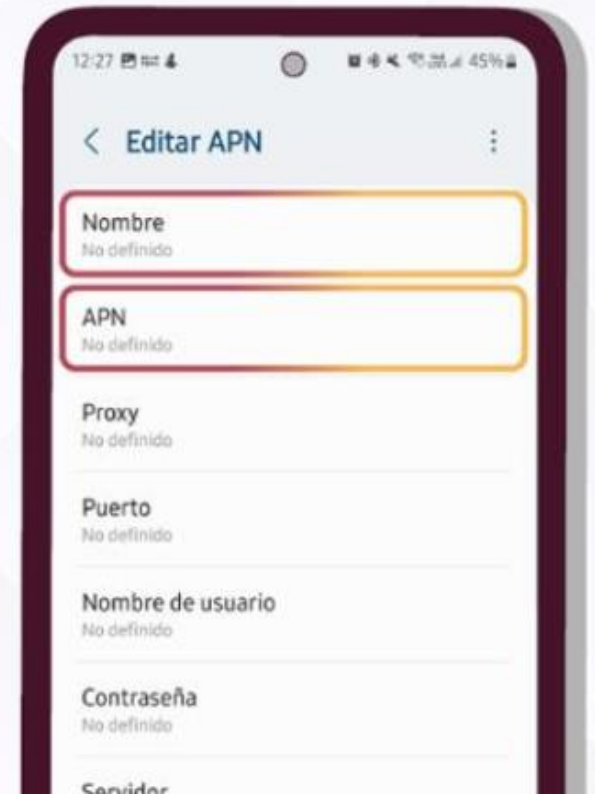 12:27
45%
Editar APN
Nombre
No definido
APN
No definido
Proxy
No definido
Puerto
No definido
Nombre de usuario
No definido
Contraseña
No definido
Servidor